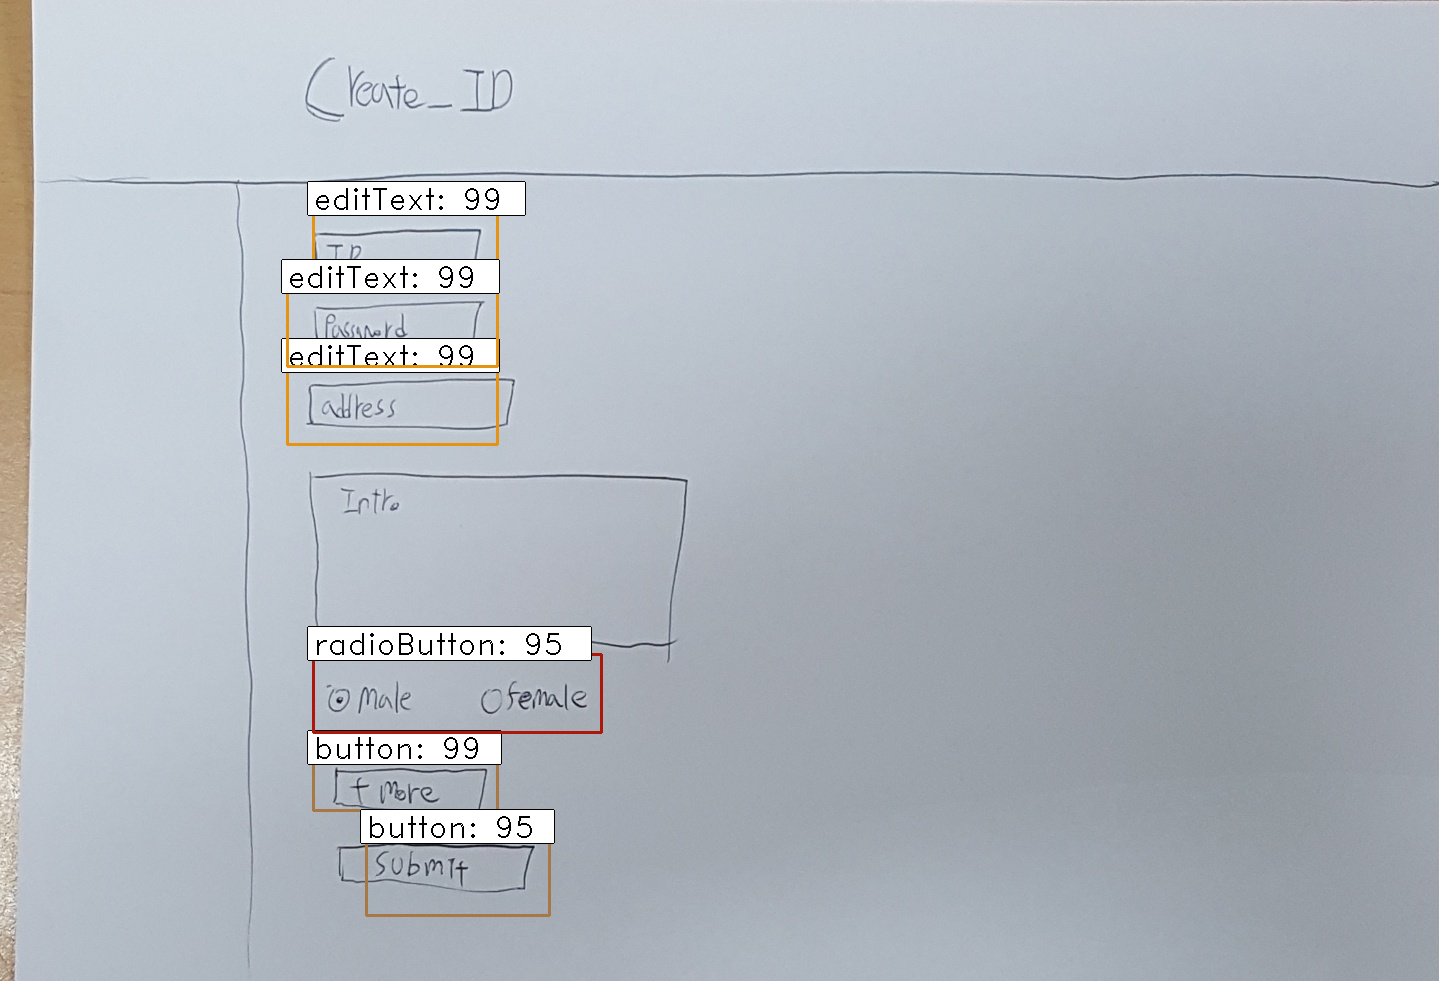 Create_ID
editText: 99
ID
editText: 99
Password
editText: 99
address
Intro
radioButton: 95
male female
button: 99
+ more
button: 95
submit